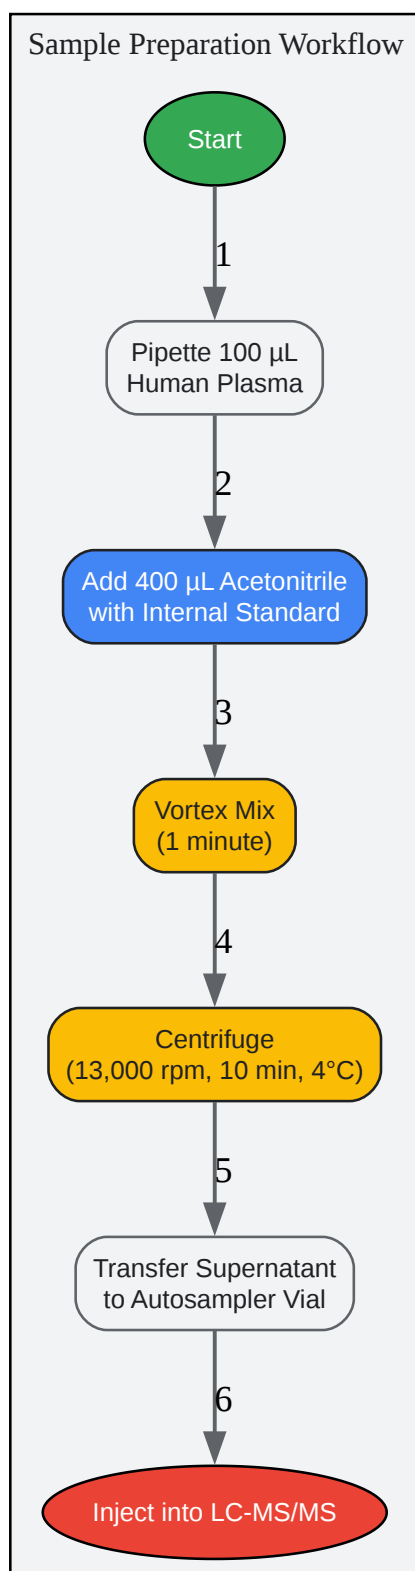 Sample Preparation Workflow
Start
1
Pipette 100 µL
Human Plasma
2
Add 400 µL Acetonitrile
with Internal Standard
3
Vortex Mix
(1 minute)
4
Centrifuge
(13,000 rpm, 10 min, 4°C)
5
Transfer Supernatant
to Autosampler Vial
6
Inject into LC-MS/MS